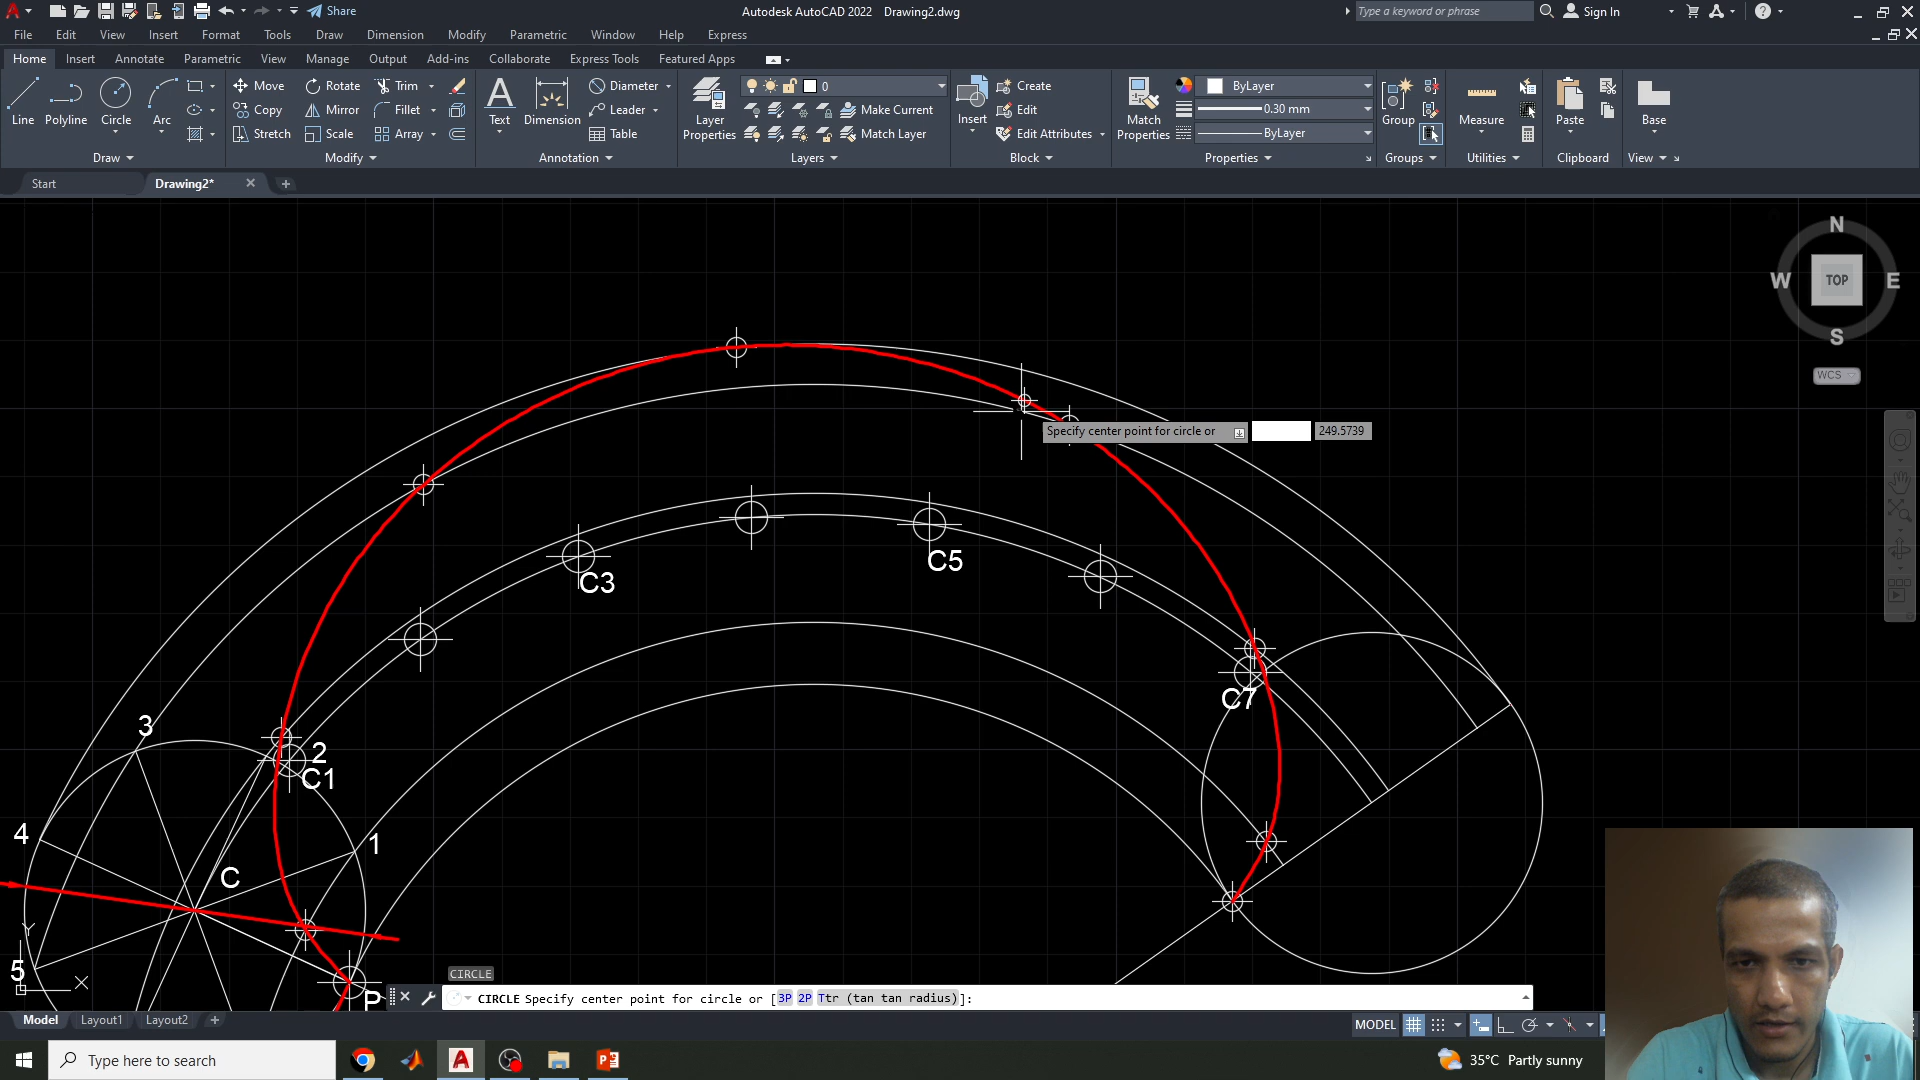 Share
Autodesk AutoCAD 2022 Drawing2.dwg
Type a keyword or phrase
Sign In
File Edit View Insert Format Tools Draw Dimension Modify Parametric Window Help Express
Home Insert Annotate Parametric View Manage Output Add-ins Collaborate Express Tools Featured Apps
Line Polyline Circle Arc
Move Rotate Trim
Copy Mirror Fillet
Stretch Scale Array
Text Dimension
Diameter
Leader
Table
Layer Properties
0
Make Current
Match Layer
Insert
Create
Edit
Edit Attributes
Match Properties
ByLayer
0.30 mm
ByLayer
Group
Measure
Paste
Base
Draw Modify Annotation Layers Block Properties Groups Utilities Clipboard View
Start Drawing2*
N
W TOP E
S
WCS
Specify center point for circle or 249.5739
C5
C3
C7
3
2
C1
4
1
C
Y
5
X
P
CIRCLE
CIRCLE Specify center point for circle or [3P 2P Ttr (tan tan radius)]:
Model Layout1 Layout2
MODEL
Type here to search
35°C Partly sunny